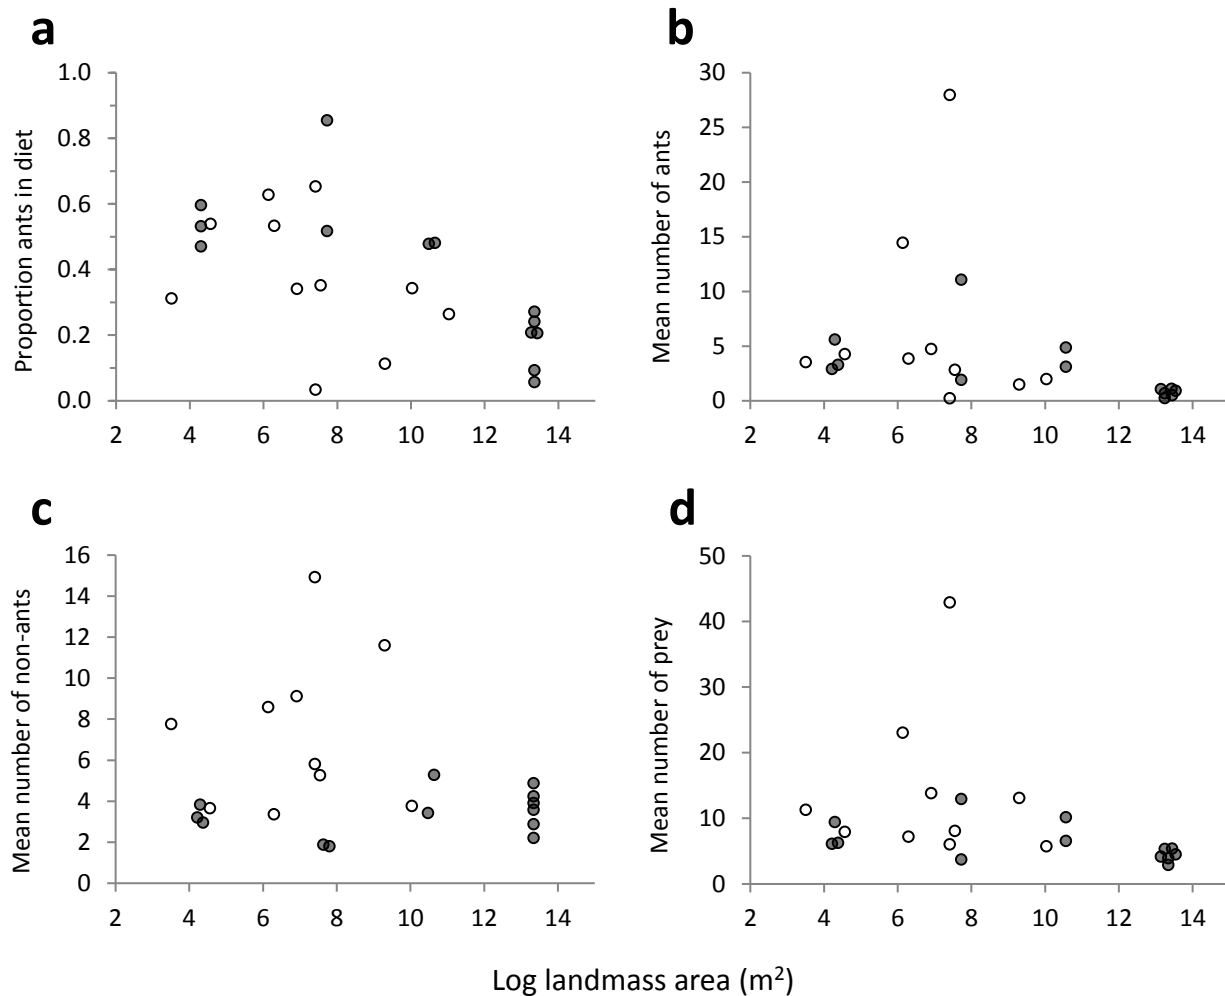 a
b
1.0
0.8
0.6
0.4
0.2
0.0
Proportion ants in diet
2 4 6 8 10 12 14
30
25
20
15
10
5
0
Mean number of ants
2 4 6 8 10 12 14
c
d
16
14
12
10
8
6
4
2
0
Mean number of non-ants
2 4 6 8 10 12 14
50
40
30
20
10
0
Mean number of prey
2 4 6 8 10 12 14
Log landmass area (m²)